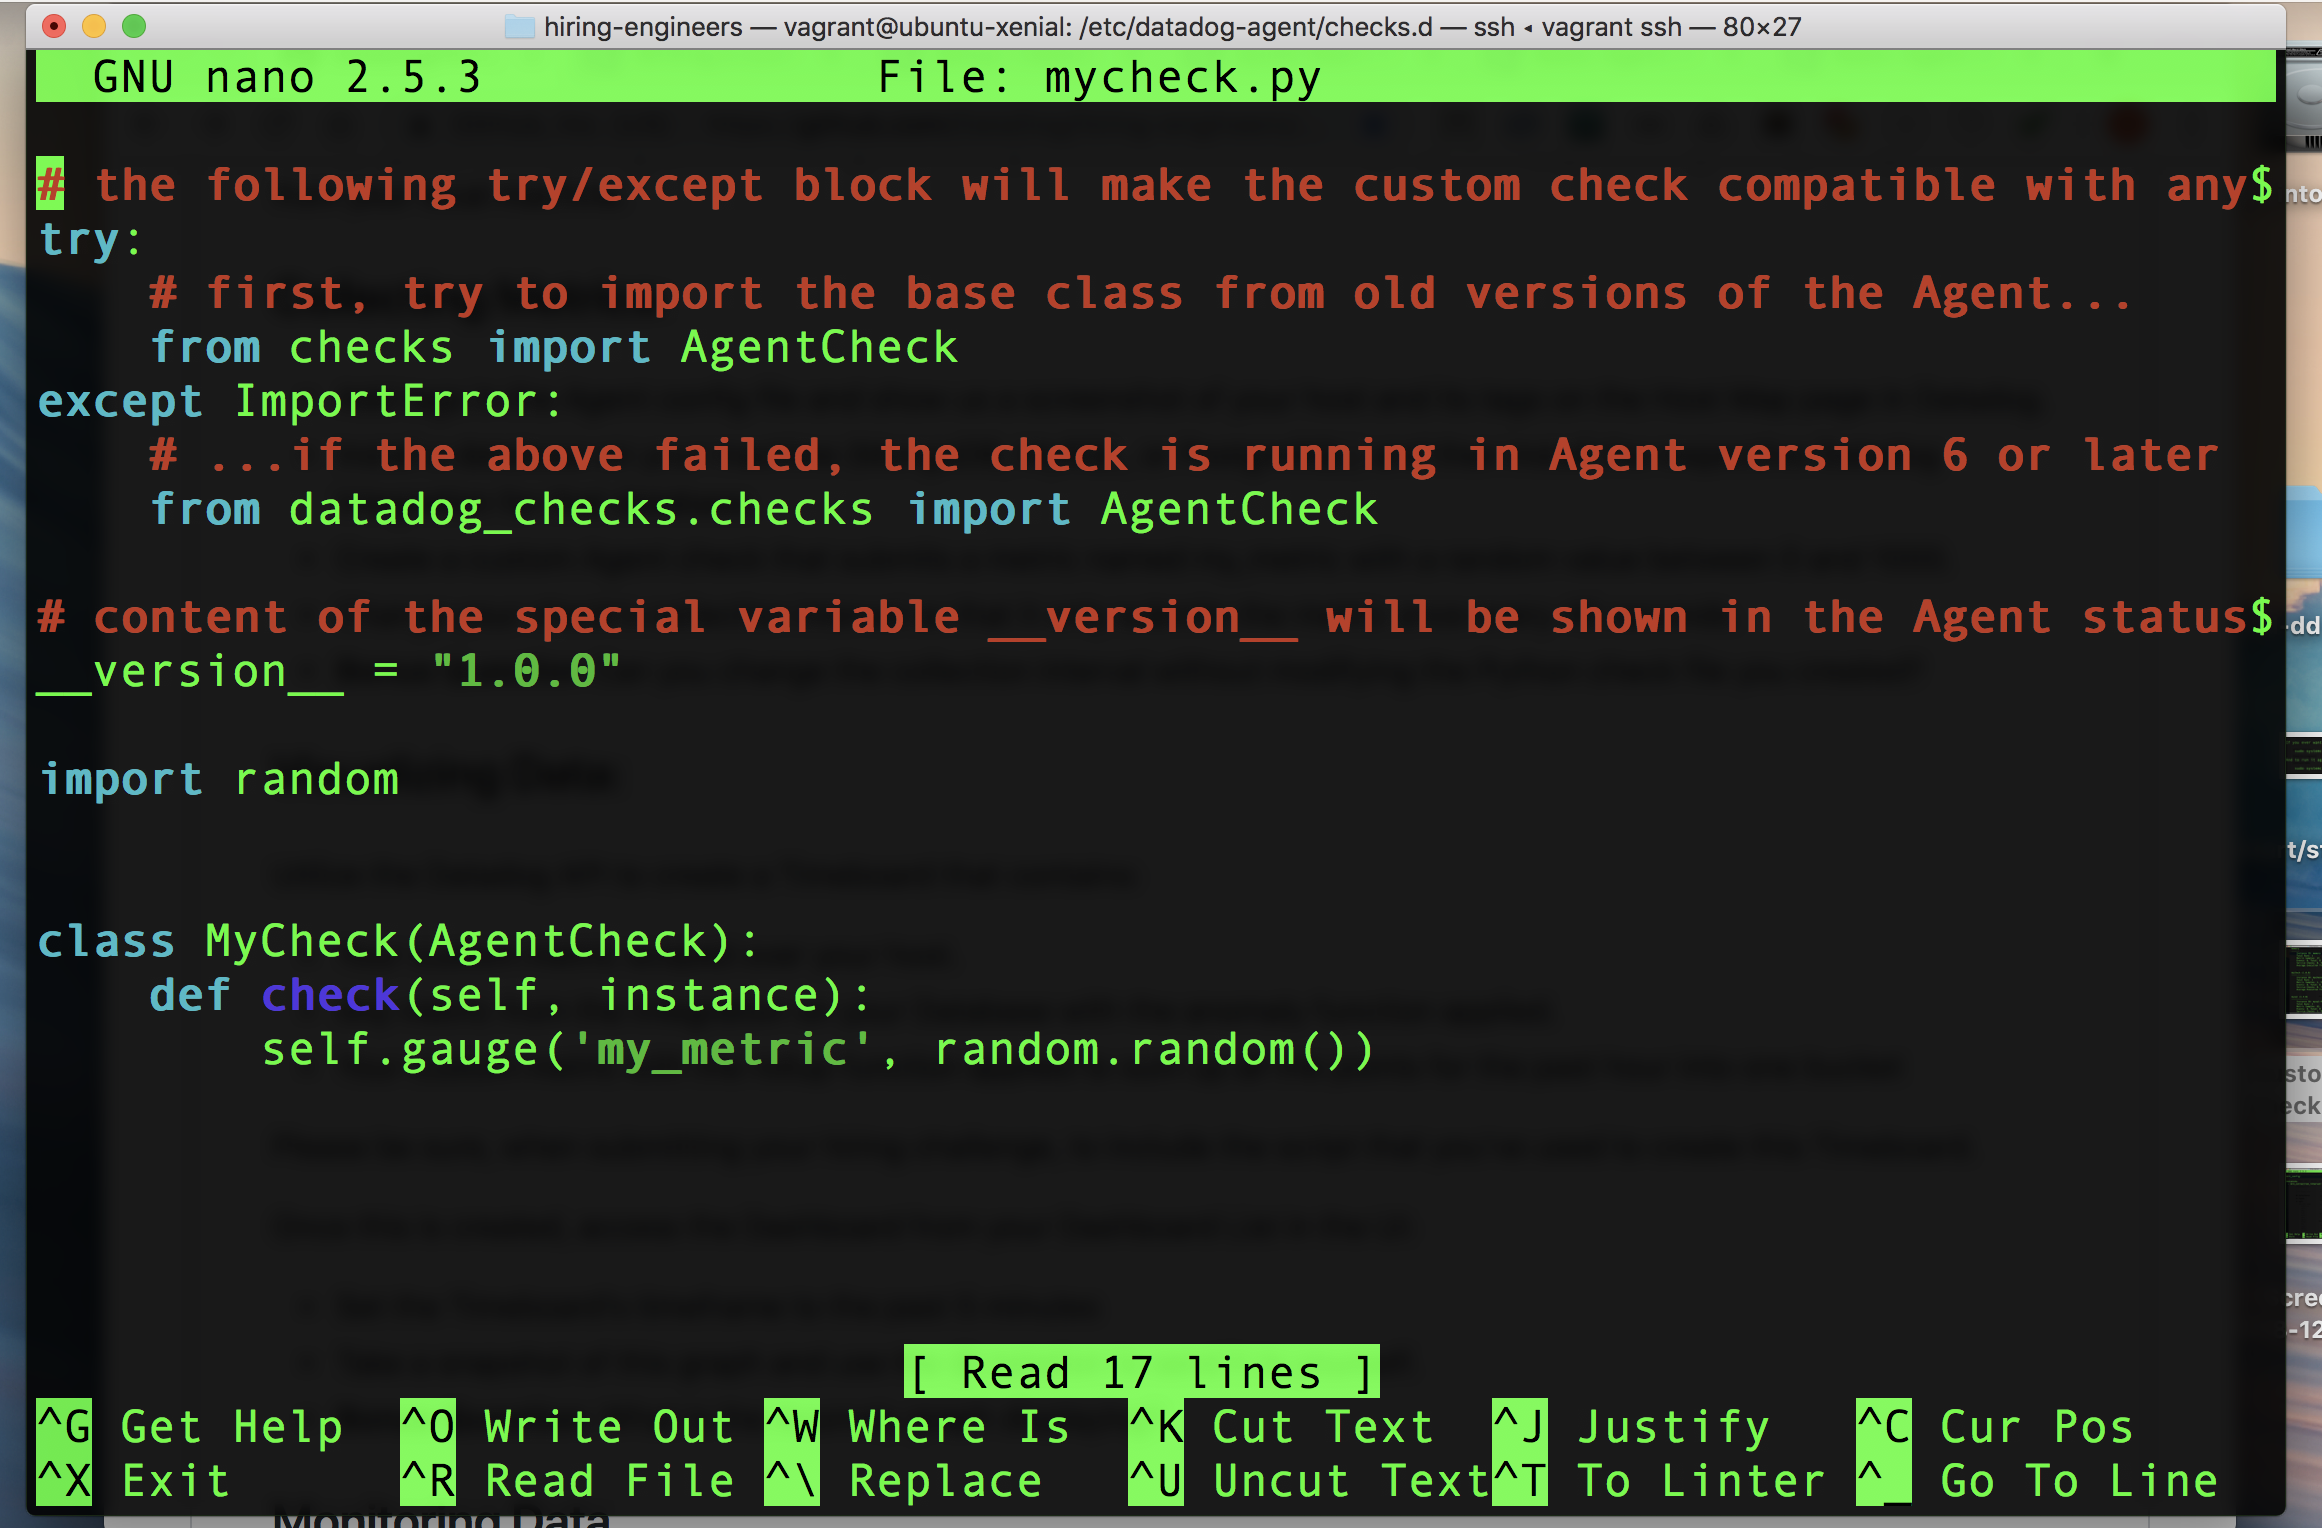 hiring-engineers — vagrant@ubuntu-xenial: /etc/datadog-agent/checks.d — ssh ◂ vagrant ssh — 80×27
GNU nano 2.5.3 File: mycheck.py
# the following try/except block will make the custom check compatible with any$
try:
    # first, try to import the base class from old versions of the Agent...
    from checks import AgentCheck
except ImportError:
    # ...if the above failed, the check is running in Agent version 6 or later
    from datadog_checks.checks import AgentCheck
# content of the special variable __version__ will be shown in the Agent status$
__version__ = "1.0.0"
import random
class MyCheck(AgentCheck):
    def check(self, instance):
        self.gauge('my_metric', random.random())
[ Read 17 lines ]
^G Get Help ^O Write Out ^W Where Is ^K Cut Text ^J Justify ^C Cur Pos
^X Exit ^R Read File ^\ Replace ^U Uncut Text ^T To Linter ^_ Go To Line
Monitoring Data